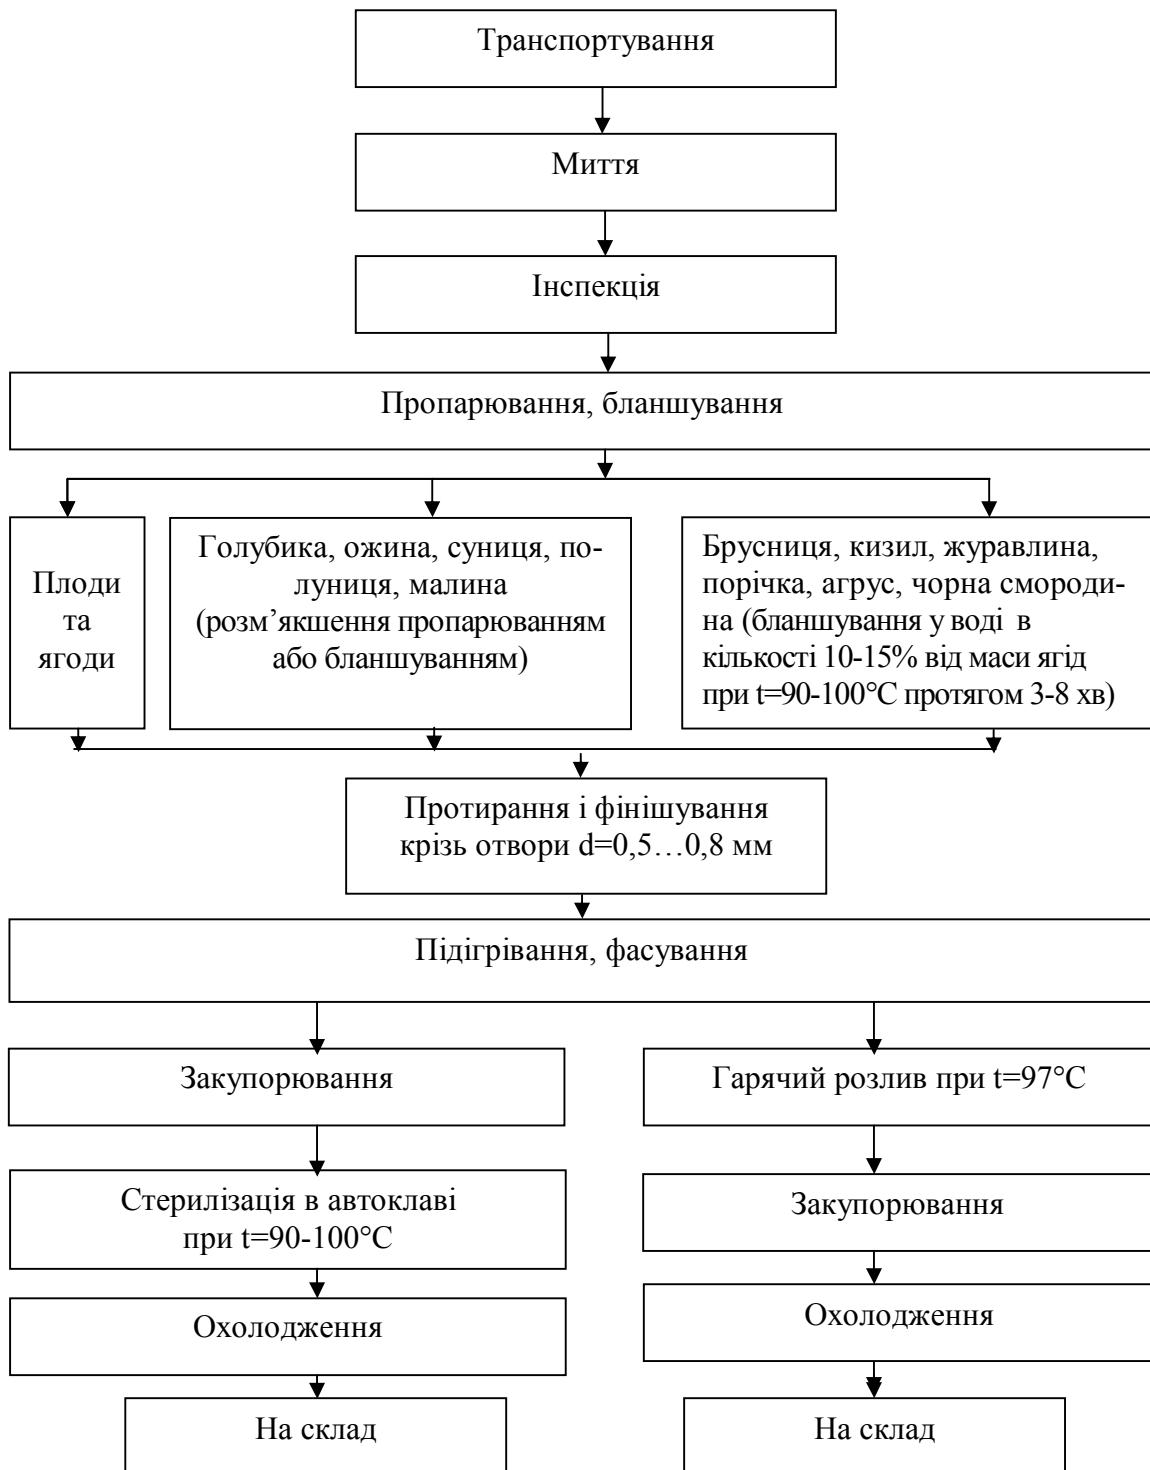 Транспортування
Миття
Інспекція
Пропарювання, бланшування
Плоди
та
ягоди
Голубика, ожина, суниця, по-
луниця, малина
(розм’якшення пропарюванням
або бланшуванням)
Брусниця, кизил, журавлина,
порічка, агрус, чорна смороди-
на (бланшування у воді в
кількості 10-15% від маси ягід
при t=90-100°С протягом 3-8 хв)
Протирання і фінішування
крізь отвори d=0,5…0,8 мм
Підігрівання, фасування
Закупорювання
Гарячий розлив при t=97°С
Стерилізація в автоклаві
при t=90-100°С
Закупорювання
Охолодження
Охолодження
На склад
На склад